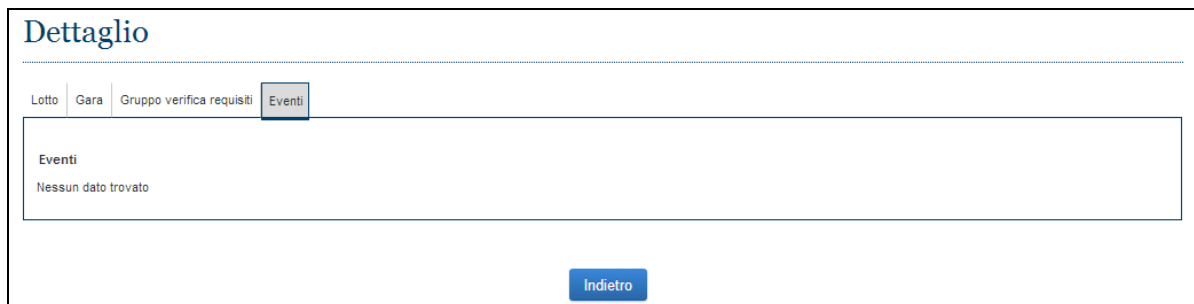 Dettaglio
Lotto Gara Gruppo verifica requisiti Eventi
Eventi
Nessun dato trovato
Indietro